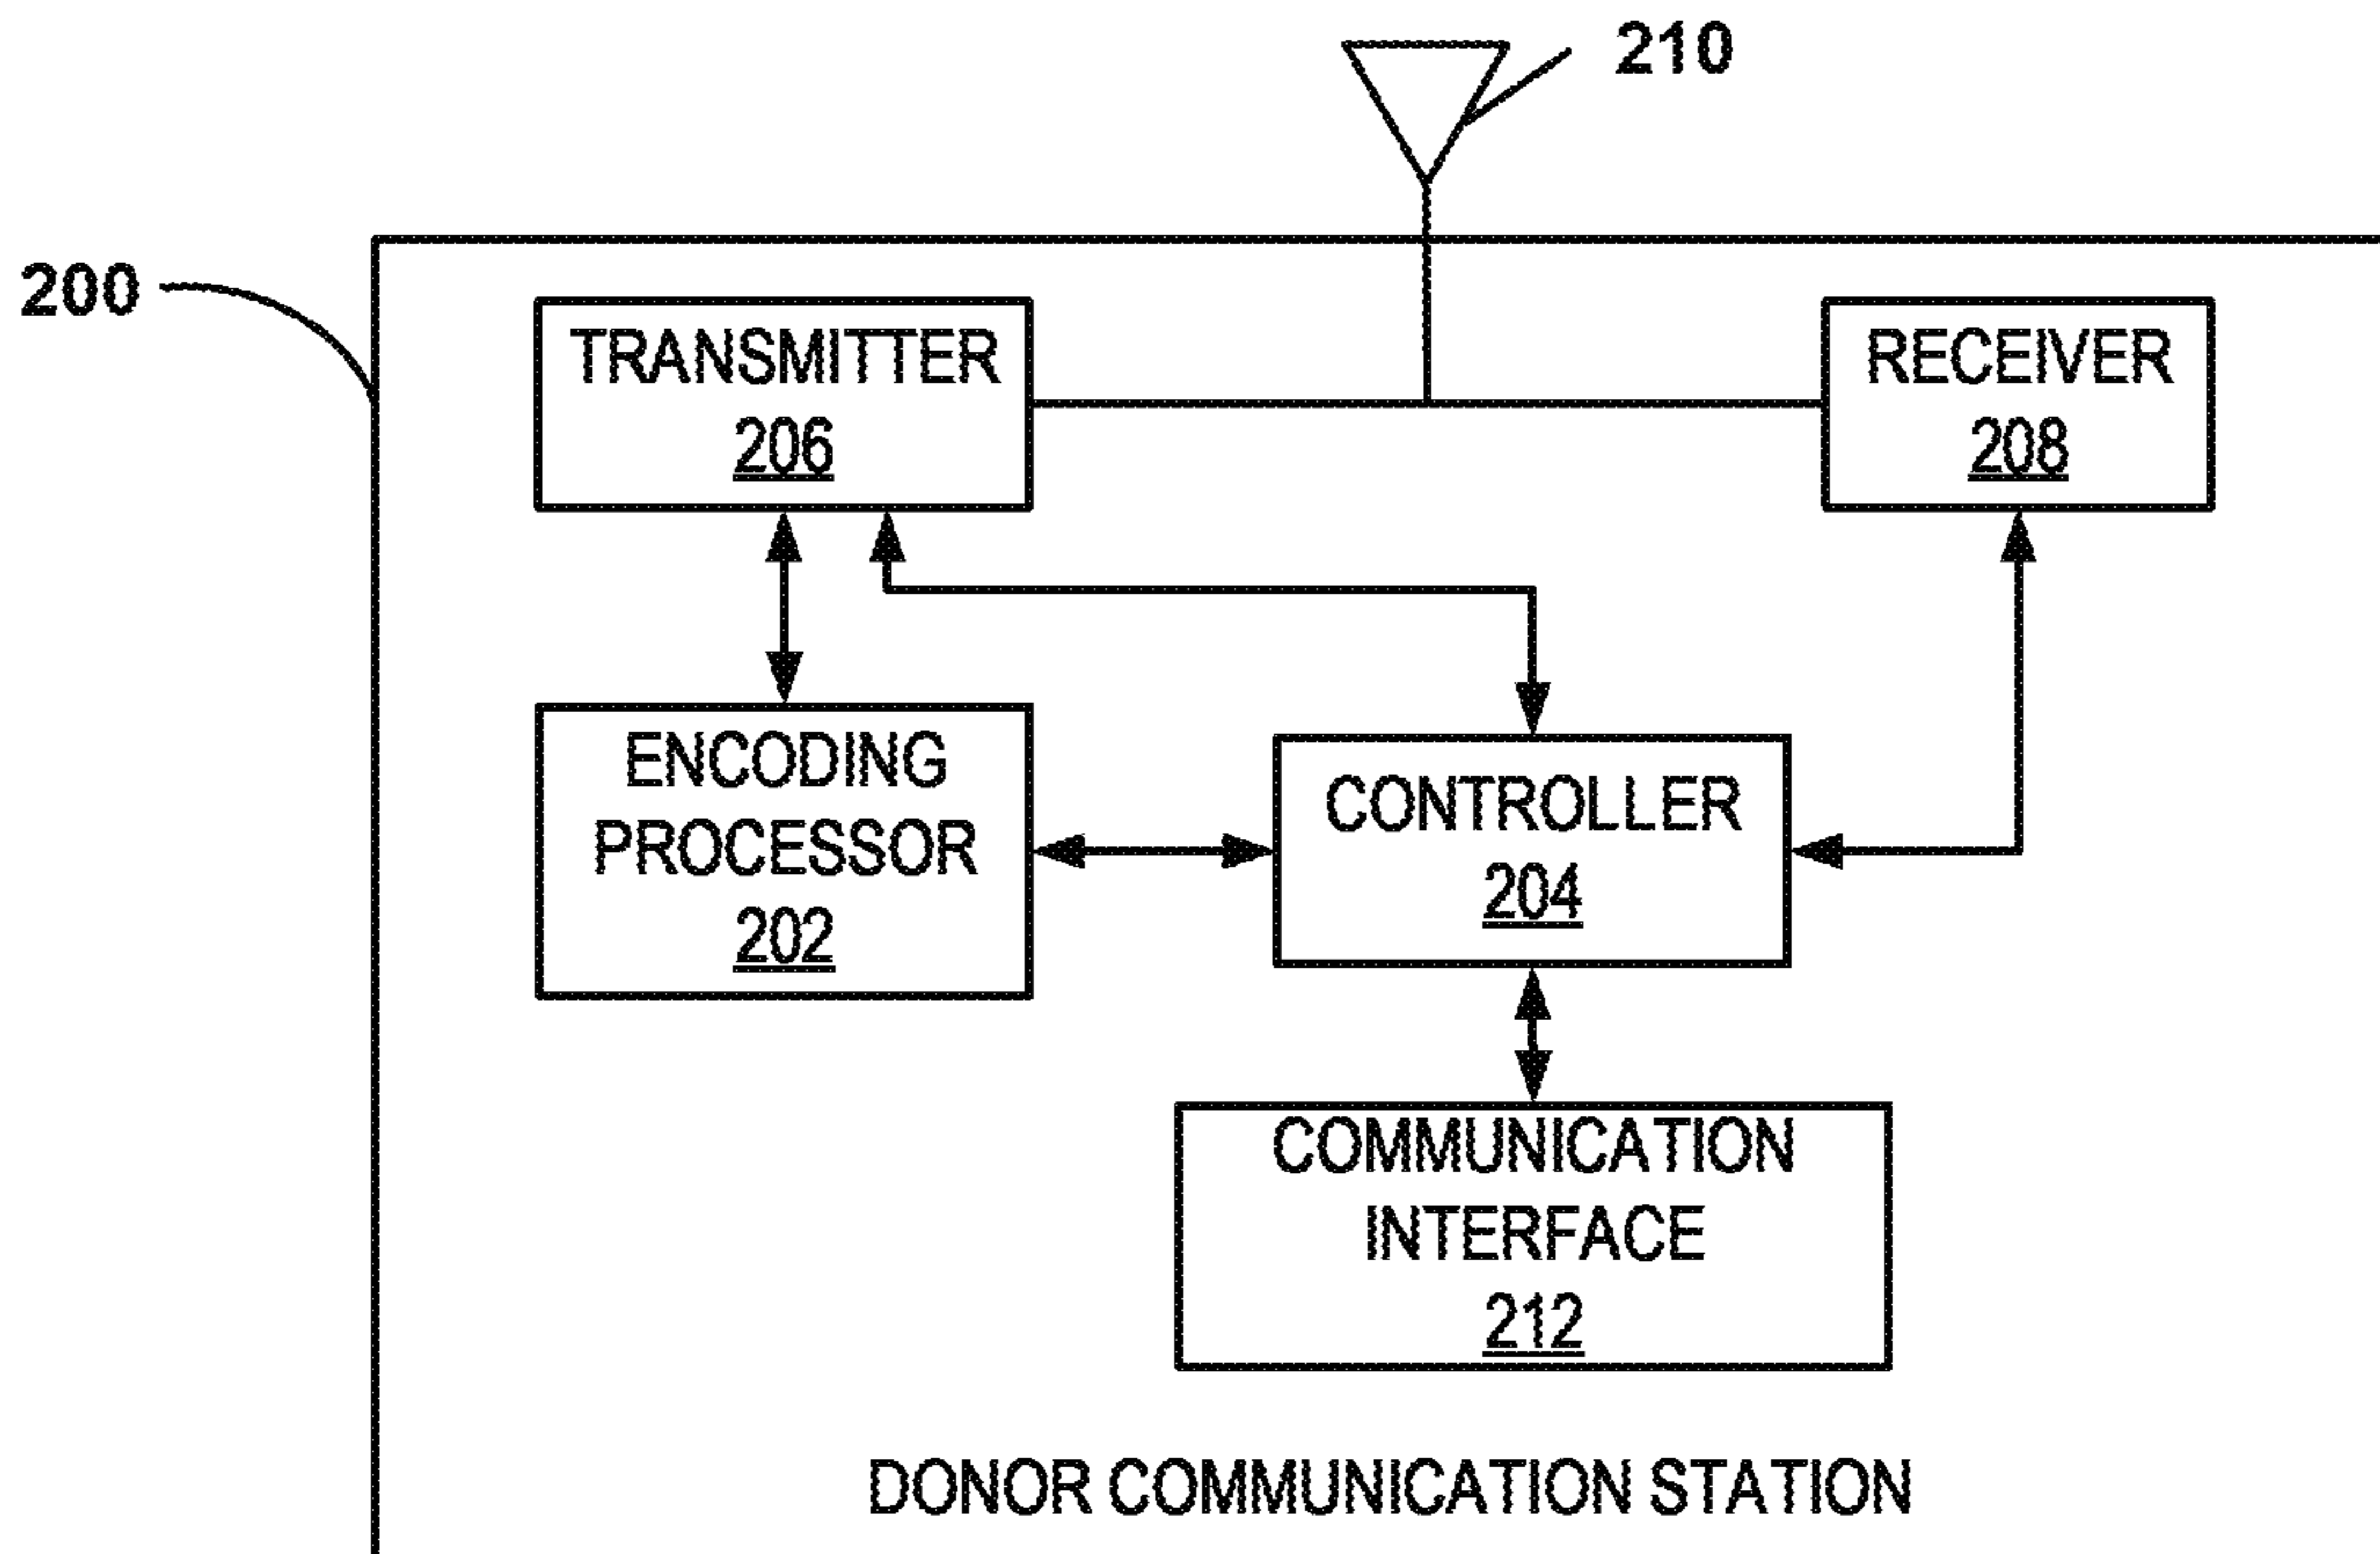 210
200
TRANSMITTER
206
RECEIVER
208
ENCODING
PROCESSOR
202
CONTROLLER
204
COMMUNICATION
INTERFACE
212
DONOR COMMUNICATION STATION